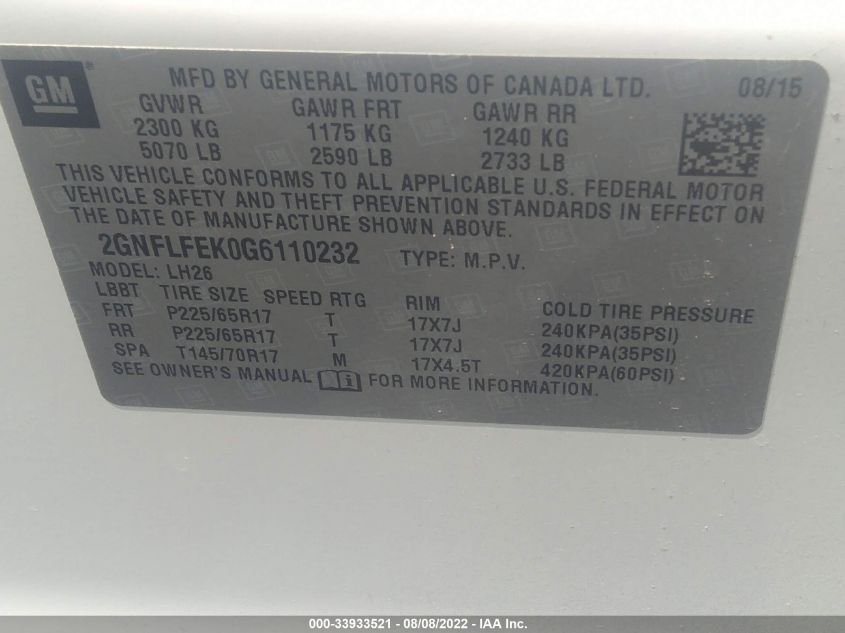 GM ® MFD BY GENERAL MOTORS OF CANADA LTD. 08/15
GVWR GAWR FRT GAWR RR
2300 KG 1175 KG 1240 KG
5070 LB 2590 LB 2733 LB
THIS VEHICLE CONFORMS TO ALL APPLICABLE U.S. FEDERAL MOTOR
VEHICLE SAFETY AND THEFT PREVENTION STANDARDS IN EFFECT ON
THE DATE OF MANUFACTURE SHOWN ABOVE.
2GNFLFEK0G6110232 TYPE: M.P.V.
MODEL: LH26
LBBT TIRE SIZE SPEED RTG RIM COLD TIRE PRESSURE
FRT P225/65R17 T 17X7J 240KPA(35PSI)
RR P225/65R17 T 17X7J 240KPA(35PSI)
SPA T145/70R17 M 17X4.5T 420KPA(60PSI)
SEE OWNER'S MANUAL FOR MORE INFORMATION.
000-33933521 - 08/08/2022 - IAA Inc.